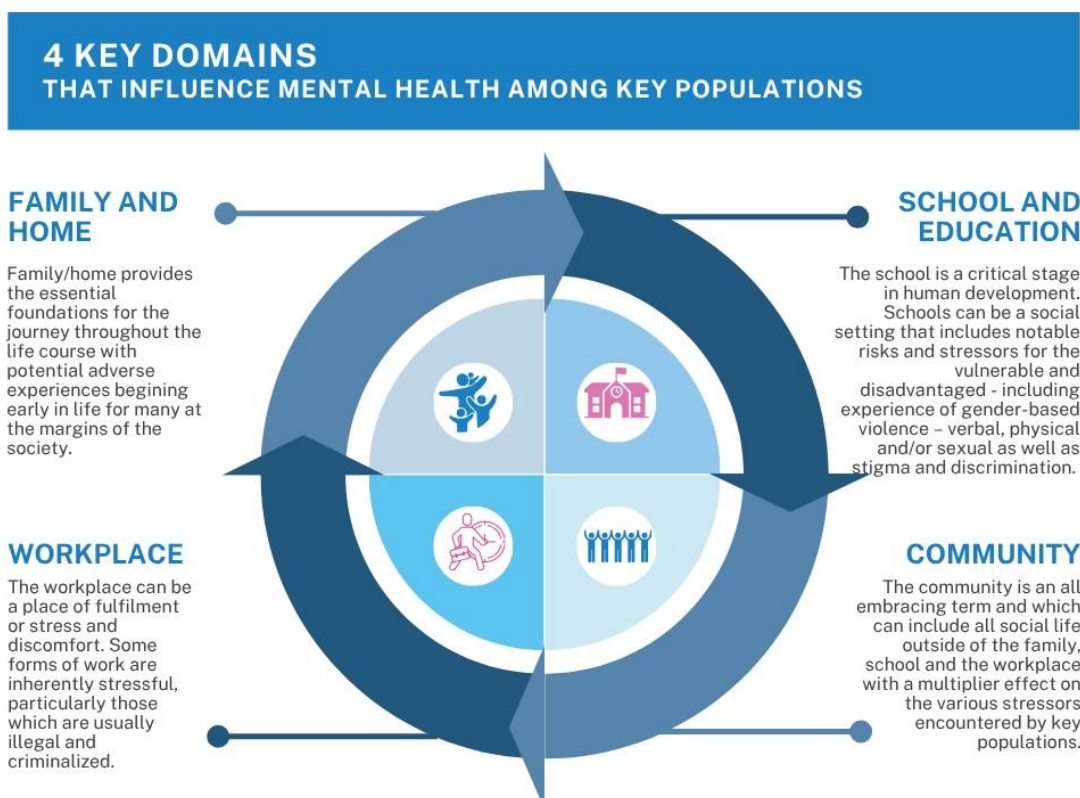 4 KEY DOMAINS
THAT INFLUENCE MENTAL HEALTH AMONG KEY POPULATIONS
FAMILY AND
HOME
Family/home provides
the essential
foundations for the
journey throughout the
life course with
potential adverse
experiences begining
early in life for many at
the margins of the
society.
SCHOOL AND
EDUCATION
The school is a critical stage
in human development.
Schools can be a social
setting that includes notable
risks and stressors for the
vulnerable and
disadvantaged - including
experience of gender-based
violence – verbal, physical
and/or sexual as well as
stigma and discrimination.
WORKPLACE
The workplace can be
a place of fulfilment
or stress and
discomfort. Some
forms of work are
inherently stressful,
particularly those
which are usually
illegal and
criminalized.
COMMUNITY
The community is an all
embracing term and which
can include all social life
outside of the family,
school and the workplace
with a multiplier effect on
the various stressors
encountered by key
populations.